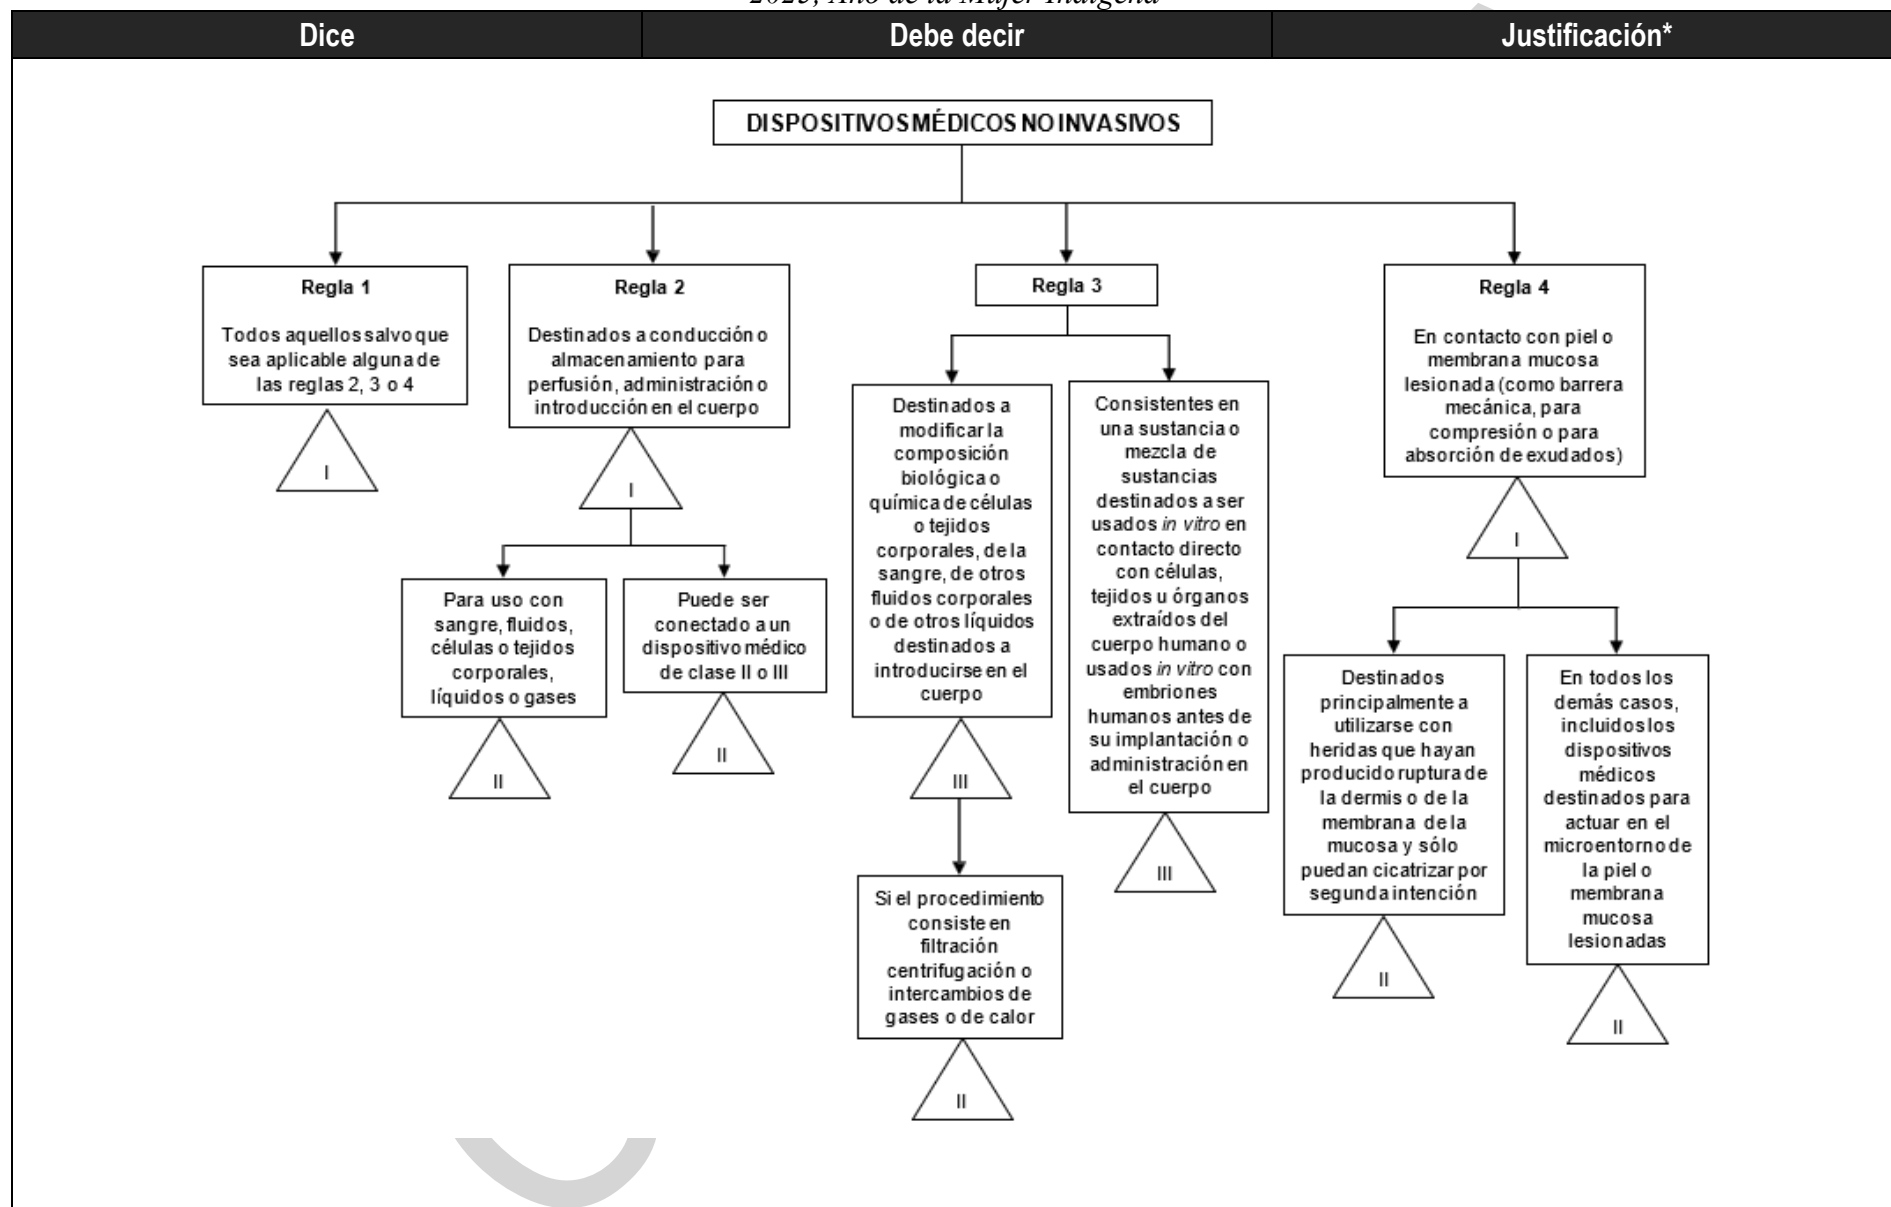 2025, Año de la Mujer Indígena
Dice
Debe decir
Justificación*
DISPOSITIVOS MÉDICOS NO INVASIVOS
Regla 1
Todos aquellos salvo que
sea aplicable alguna de
las reglas 2, 3 o 4
I
Regla 2
Destinados a conducción o
almacenamiento para
perfusión, administración o
introducción en el cuerpo
I
Para uso con
sangre, fluidos,
células o tejidos
corporales,
líquidos o gases
II
Puede ser
conectado a un
dispositivo médico
de clase II o III
II
Regla 3
Destinados a
modificar la
composición
biológica o
química de células
o tejidos
corporales, de la
sangre, de otros
fluidos corporales
o de otros líquidos
destinados a
introducirse en el
cuerpo
III
Si el procedimiento
consiste en
filtración
centrifugación o
intercambios de
gases o de calor
II
Consistentes en
una sustancia o
mezcla de
sustancias
destinados a ser
usados in vitro en
contacto directo
con células,
tejidos u órganos
extraídos del
cuerpo humano o
usados in vitro con
embriones
humanos antes de
su implantación o
administración en
el cuerpo
III
Regla 4
En contacto con piel o
membrana mucosa
lesionada (como barrera
mecánica, para
compresión o para
absorción de exudados)
I
Destinados
principalmente a
utilizarse con
heridas que hayan
producido ruptura de
la dermis o de la
membrana de la
mucosa y sólo
puedan cicatrizar por
segunda intención
II
En todos los
demás casos,
incluidos los
dispositivos
médicos
destinados para
actuar en el
microentorno de
la piel o
membrana
mucosa
lesionadas
II